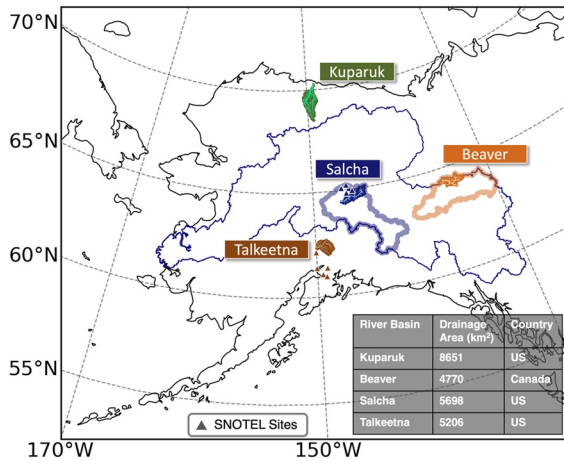 70°N
Kuparuk
65°N
Beaver
Salcha
60°N
Talkeetna
River Basin Drainage Area (km²) Country
Kuparuk 8651 US
Beaver 4770 Canada
Salcha 5698 US
Talkeetna 5206 US
55°N
SNOTEL Sites
170°W
150°W